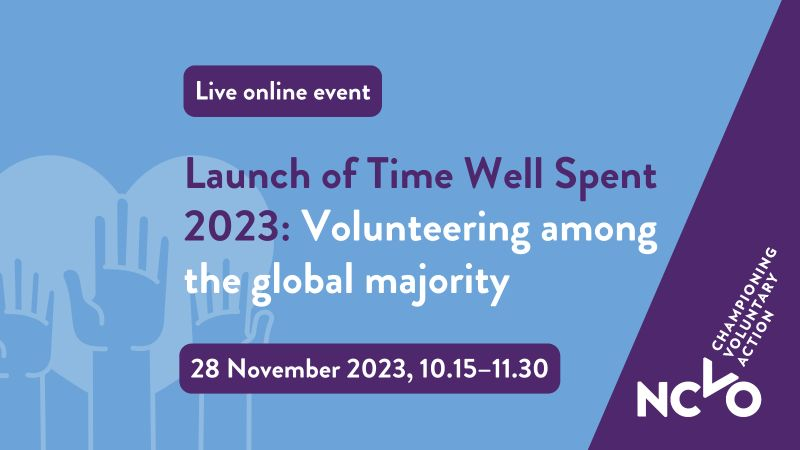 Live online event
Launch of Time Well Spent
2023: Volunteering among
the global majority
28 November 2023, 10.15–11.30
CHAMPIONING
VOLUNTARY
ACTION
NCVO